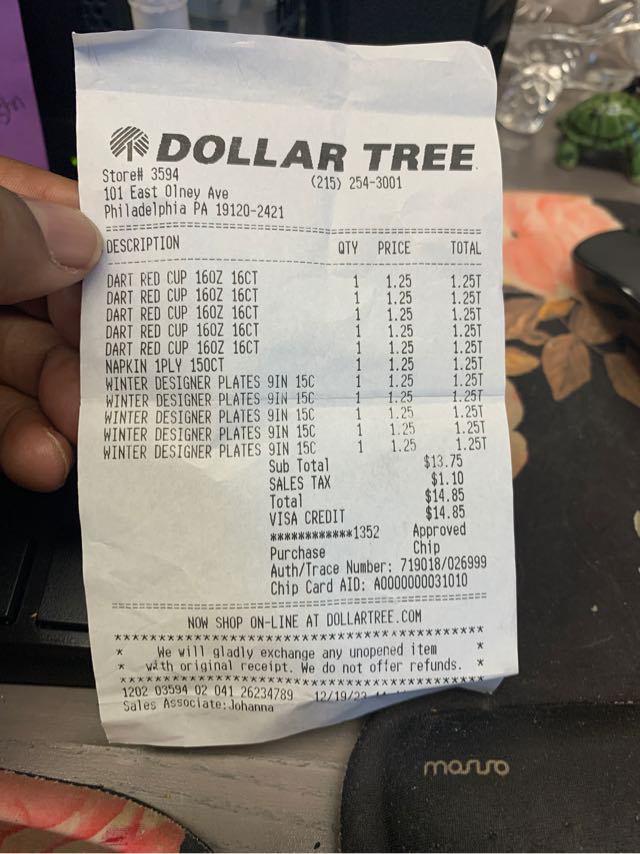 DOLLAR TREE
Store# 3594 (215) 254-3001
101 East Olney Ave
Philadelphia PA 19120-2421
DESCRIPTION QTY PRICE TOTAL
DART RED CUP 16OZ 16CT 1 1.25 1.25T
DART RED CUP 16OZ 16CT 1 1.25 1.25T
DART RED CUP 16OZ 16CT 1 1.25 1.25T
DART RED CUP 16OZ 16CT 1 1.25 1.25T
DART RED CUP 16OZ 16CT 1 1.25 1.25T
NAPKIN 1PLY 150CT 1 1.25 1.25T
WINTER DESIGNER PLATES 9IN 15C 1 1.25 1.25T
WINTER DESIGNER PLATES 9IN 15C 1 1.25 1.25T
WINTER DESIGNER PLATES 9IN 15C 1 1.25 1.25T
WINTER DESIGNER PLATES 9IN 15C 1 1.25 1.25T
WINTER DESIGNER PLATES 9IN 15C 1 1.25 1.25T
Sub Total $13.75
SALES TAX $1.10
Total $14.85
VISA CREDIT $14.85
************1352 Approved
Purchase Chip
Auth/Trace Number: 719018/026999
Chip Card AID: A0000000031010
NOW SHOP ON-LINE AT DOLLARTREE.COM
* We will gladly exchange any unopened item *
* with original receipt. We do not offer refunds. *
1202 03594 02 041 26234789 12/19/23
Sales Associate:Johanna